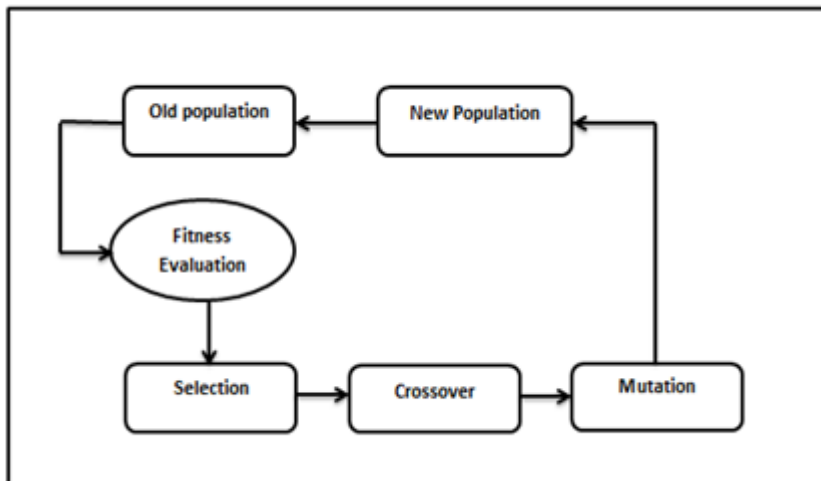 Old population
New Population
Fitness
Evaluation
Selection
Crossover
Mutation